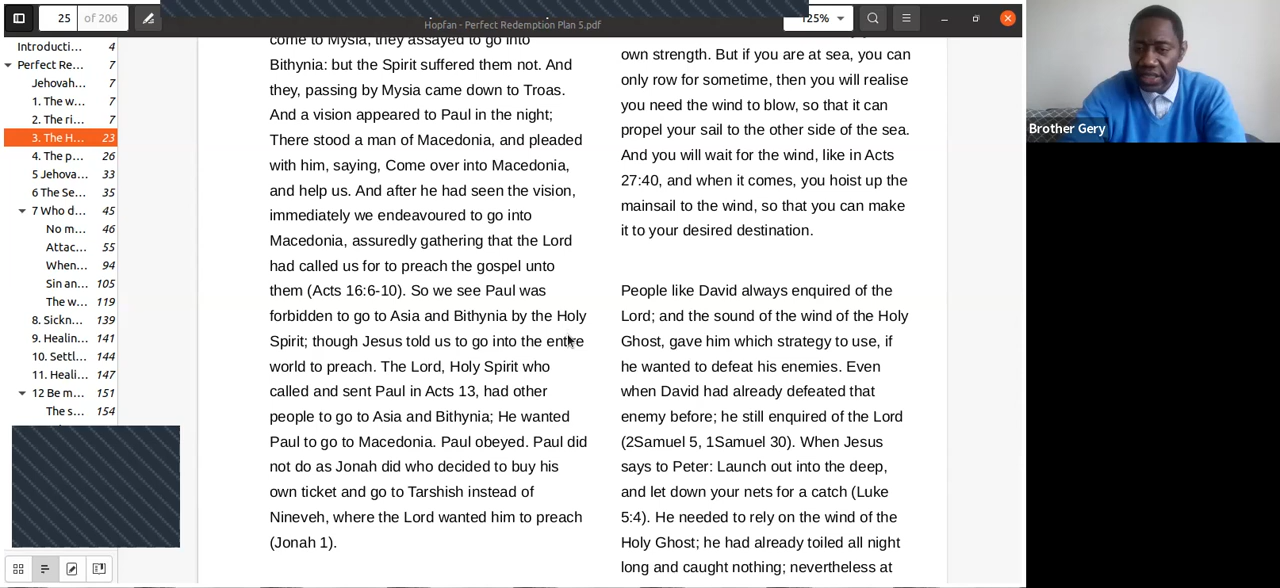 25
of 206
Hopfan - Perfect Redemption Plan 5.pdf
125%
Introducti... 4
Perfect Re... 7
Jehovah... 7
1. The w... 7
2. The ri... 7
3. The H... 23
4. The p... 26
5 Jehova... 33
6 The Se... 35
7 Who d... 45
No m... 46
Attac... 55
When... 94
Sin an... 105
The w... 119
8. Sickn... 139
9. Healin... 141
10. Settl... 144
11. Heali... 147
12 Be m... 151
The s... 154
come to Mysia, they assayed to go into
Bithynia: but the Spirit suffered them not. And
they, passing by Mysia came down to Troas.
And a vision appeared to Paul in the night;
There stood a man of Macedonia, and pleaded
with him, saying, Come over into Macedonia,
and help us. And after he had seen the vision,
immediately we endeavoured to go into
Macedonia, assuredly gathering that the Lord
had called us for to preach the gospel unto
them (Acts 16:6-10). So we see Paul was
forbidden to go to Asia and Bithynia by the Holy
Spirit; though Jesus told us to go into the entire
world to preach. The Lord, Holy Spirit who
called and sent Paul in Acts 13, had other
people to go to Asia and Bithynia; He wanted
Paul to go to Macedonia. Paul obeyed. Paul did
not do as Jonah did who decided to buy his
own ticket and go to Tarshish instead of
Nineveh, where the Lord wanted him to preach
(Jonah 1).
own strength. But if you are at sea, you can
only row for sometime, then you will realise
you need the wind to blow, so that it can
propel your sail to the other side of the sea.
And you will wait for the wind, like in Acts
27:40, and when it comes, you hoist up the
mainsail to the wind, so that you can make
it to your desired destination.
People like David always enquired of the
Lord; and the sound of the wind of the Holy
Ghost, gave him which strategy to use, if
he wanted to defeat his enemies. Even
when David had already defeated that
enemy before; he still enquired of the Lord
(2Samuel 5, 1Samuel 30). When Jesus
says to Peter: Launch out into the deep,
and let down your nets for a catch (Luke
5:4). He needed to rely on the wind of the
Holy Ghost; he had already toiled all night
long and caught nothing; nevertheless at
Brother Gery